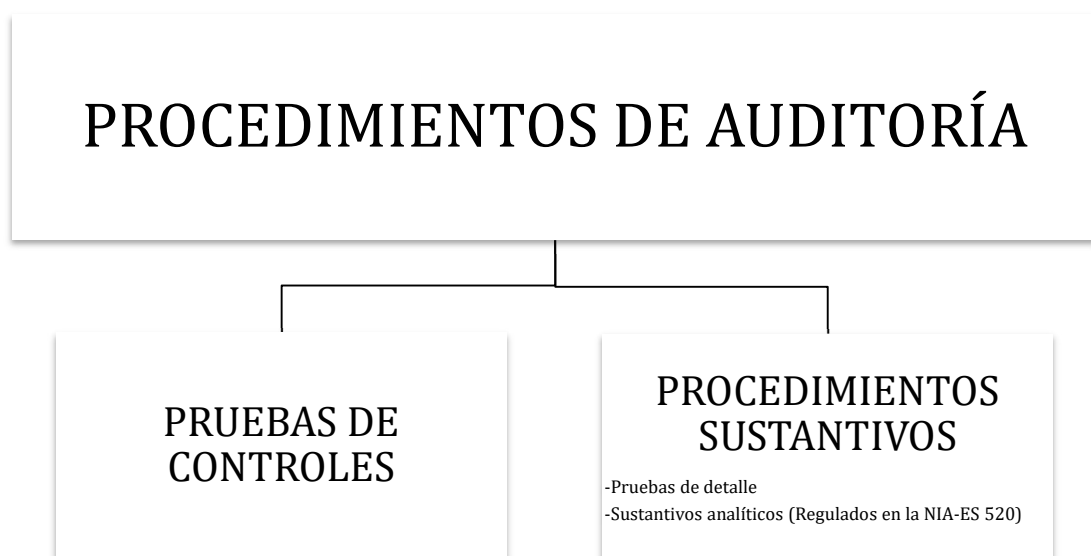 PROCEDIMIENTOS DE AUDITORÍA
PRUEBAS DE
CONTROLES
PROCEDIMIENTOS
SUSTANTIVOS
-Pruebas de detalle
-Sustantivos analíticos (Regulados en la NIA-ES 520)